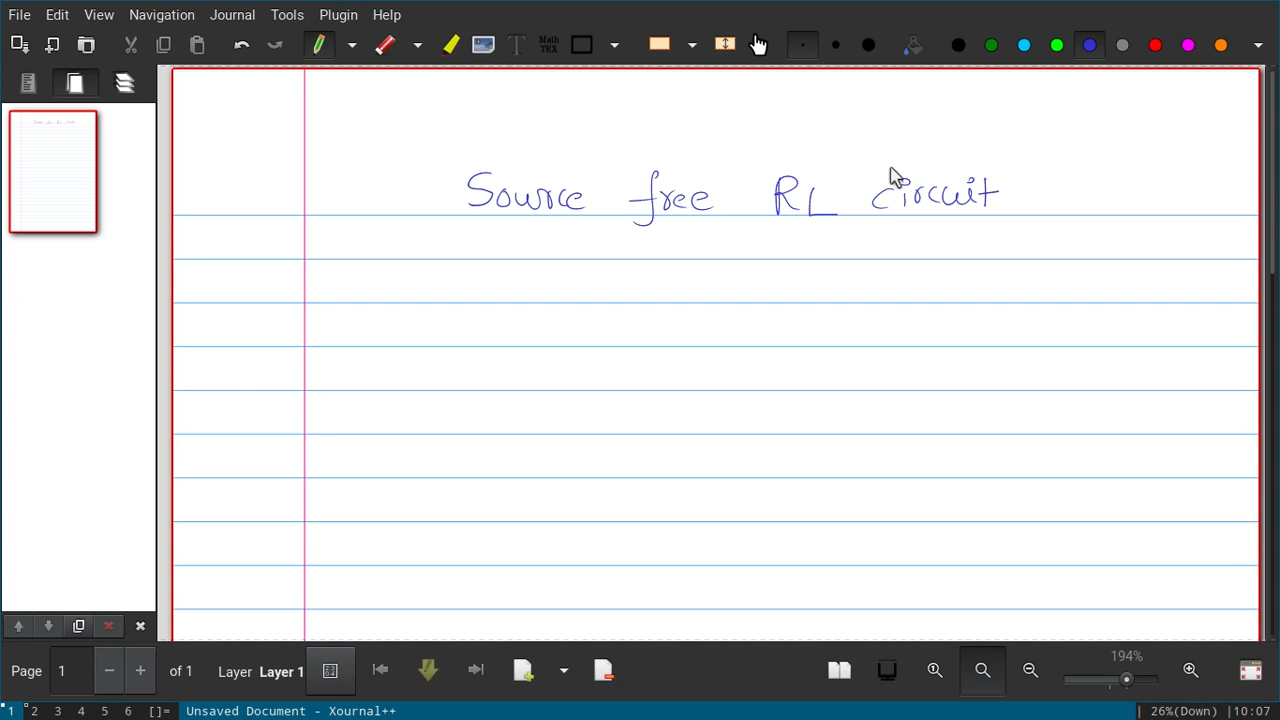 File Edit View Navigation Journal Tools Plugin Help
Source free RL circuit
Page 1 of 1 Layer Layer 1 194%
1 2 3 4 5 6 []= Unsaved Document - Xournal++ 26%(Down) 10:07